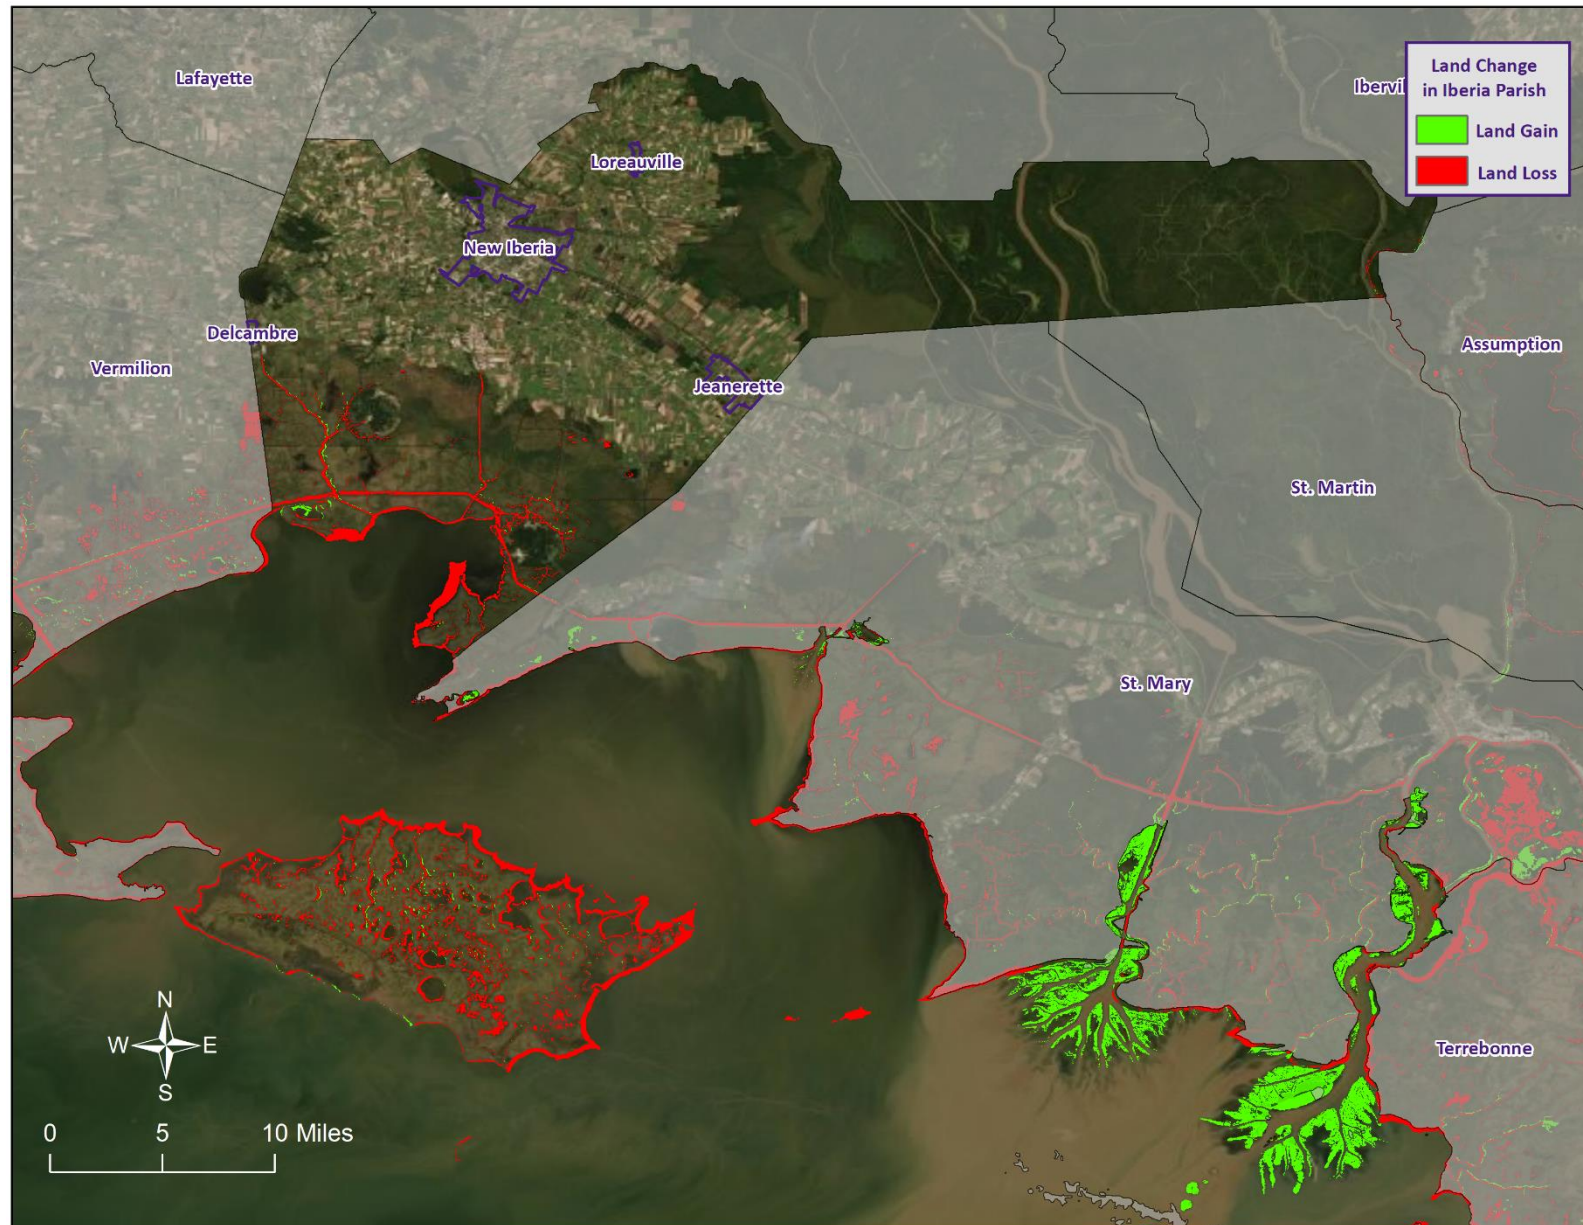 Lafayette
Ibervil
Land Change
in Iberia Parish
Land Gain
Land Loss
Loreauville
New Iberia
Delcambre
Vermilion
Jeanerette
Assumption
St. Martin
St. Mary
Terrebonne
N
W E
S
0 5 10 Miles